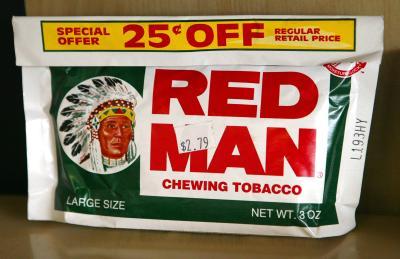 SPECIAL OFFER 25¢ OFF REGULAR RETAIL PRICE
RED
MAN®
$2.79
CHEWING TOBACCO
LARGE SIZE NET WT. 3 OZ
L193HY